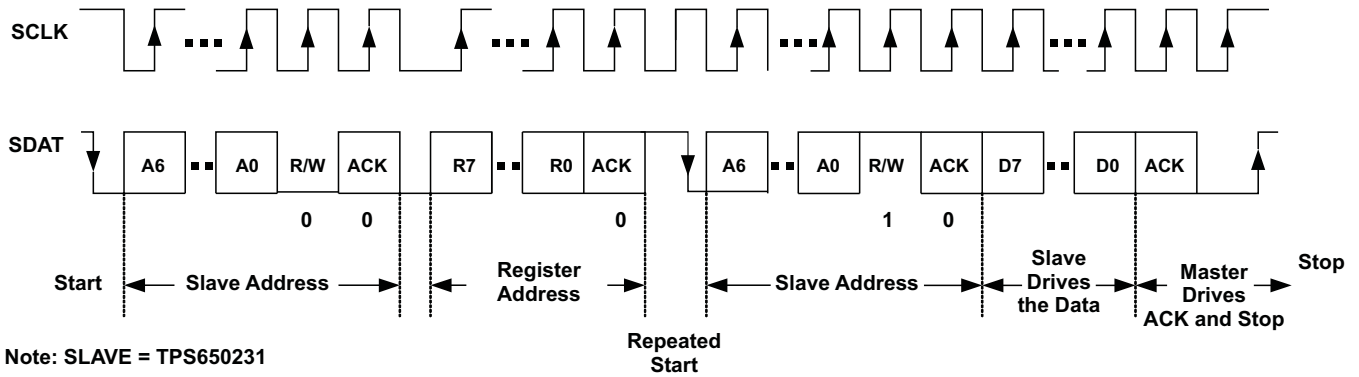 SCLK
SDAT
A6 A0 R/W ACK R7 R0 ACK A6 A0 R/W ACK D7 D0 ACK
0 0 0 1 0
Start
Slave Address
Register
Address
Repeated
Start
Slave Address
Slave
Drives
the Data
Master
Drives
ACK and Stop
Stop
Note: SLAVE = TPS650231